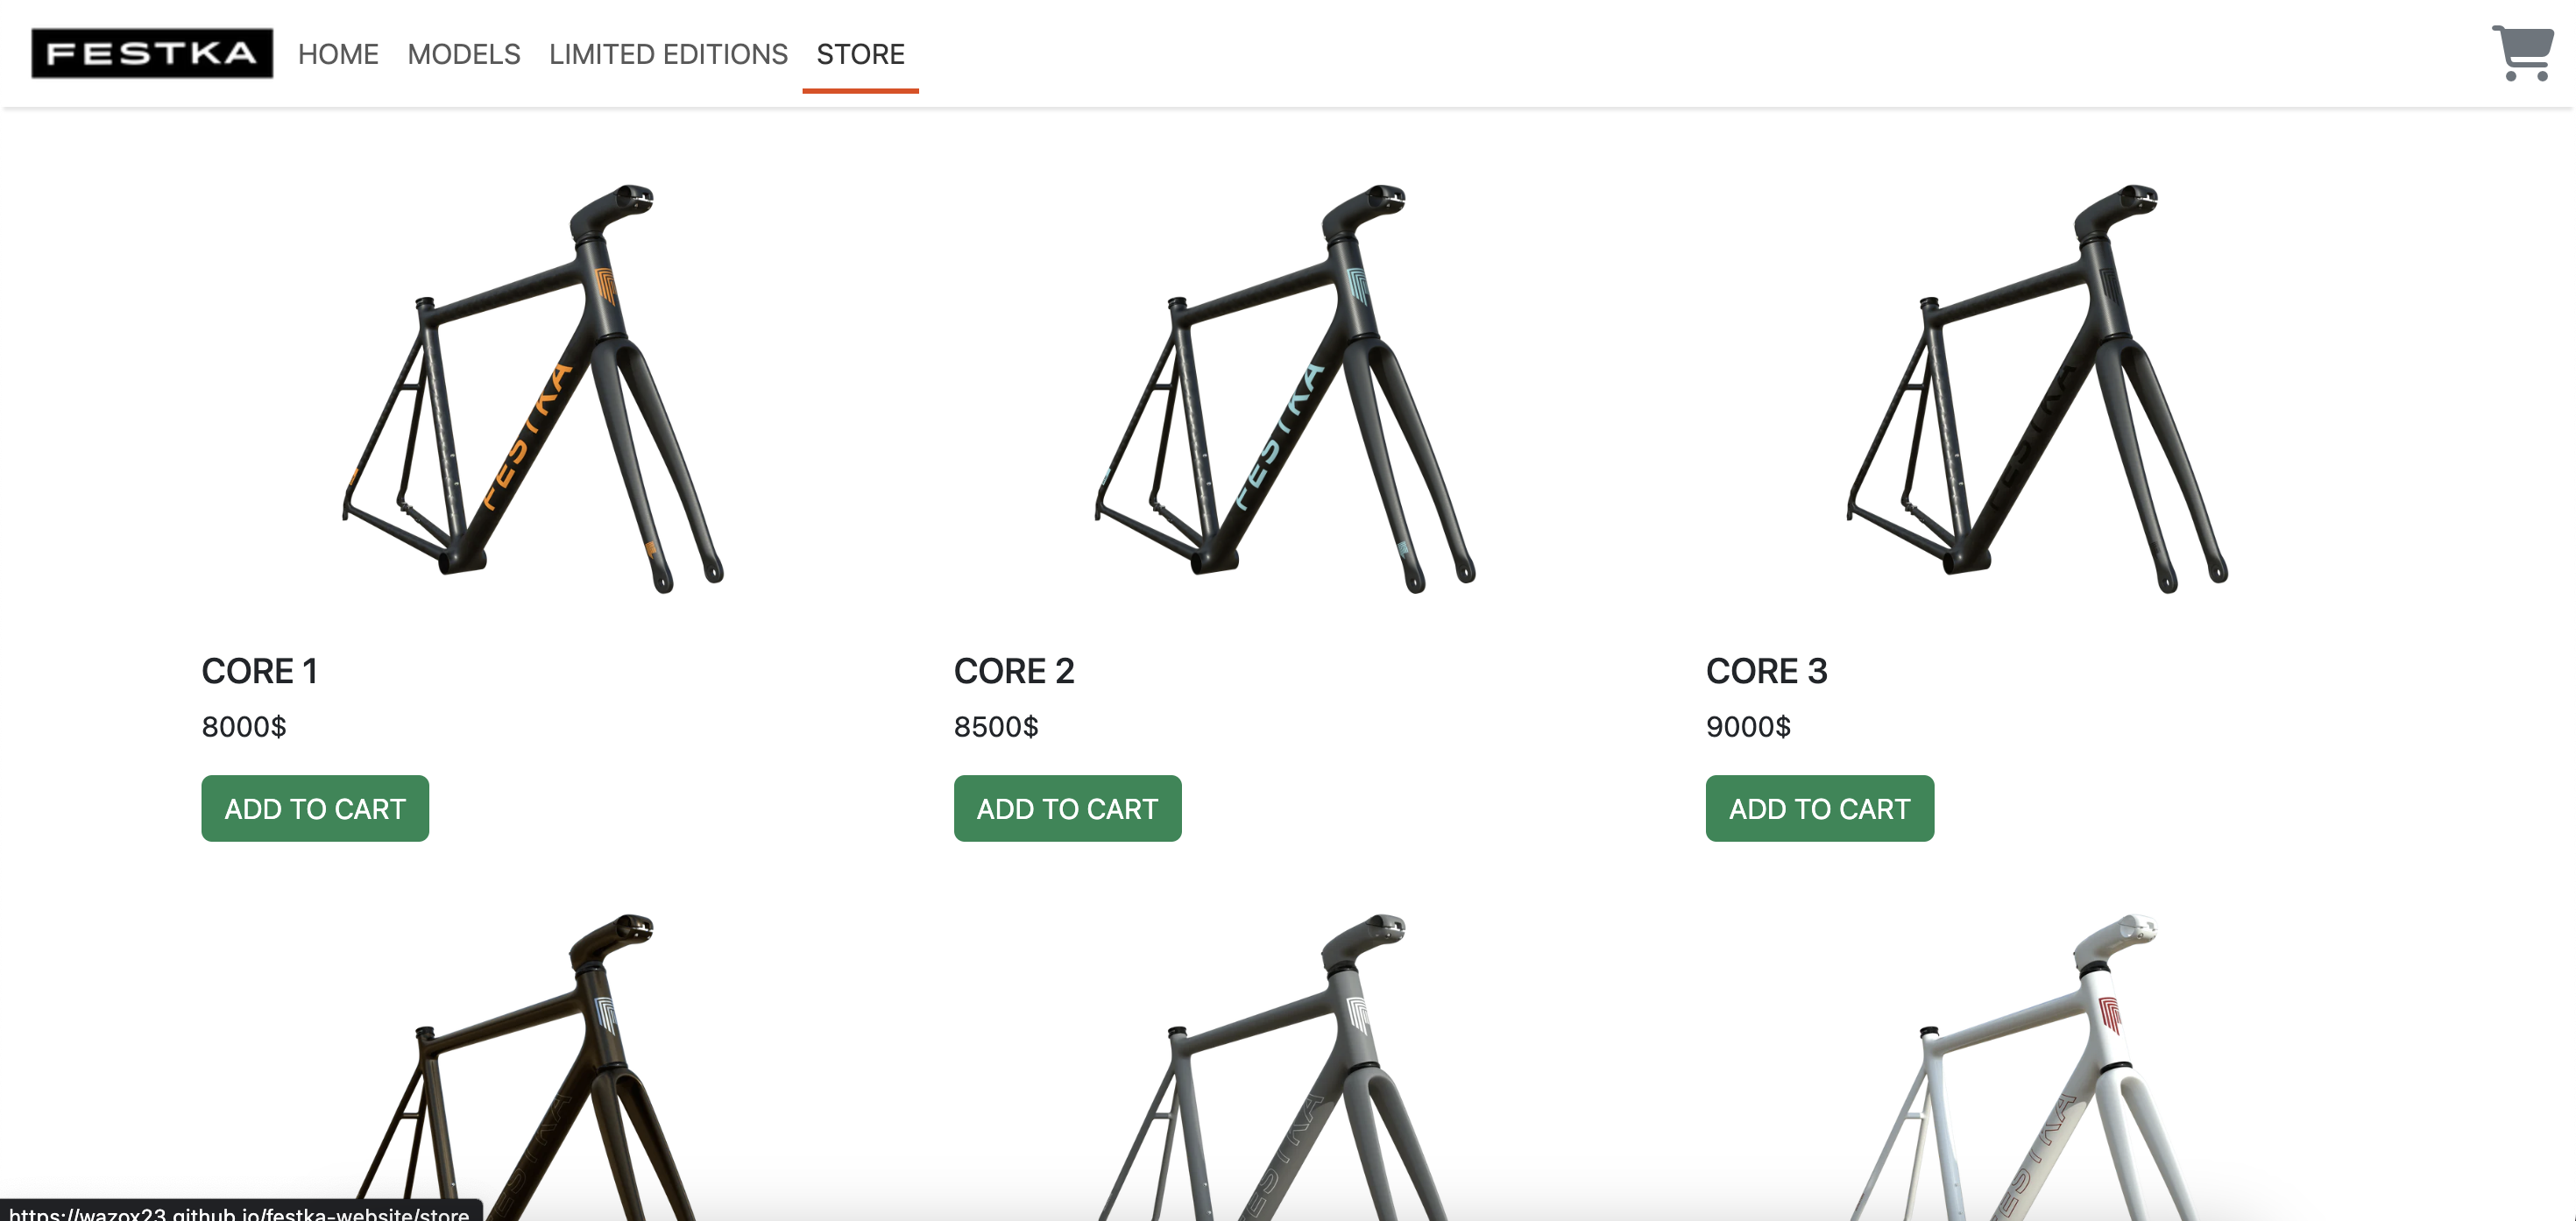 FESTKA HOME MODELS LIMITED EDITIONS STORE
FESTKA FESTKA FESTKA
CORE 1 CORE 2 CORE 3
8000$ 8500$ 9000$
ADD TO CART ADD TO CART ADD TO CART
FESTKA FESTKA FESTKA
https://wazox23.github.io/festka-website/store